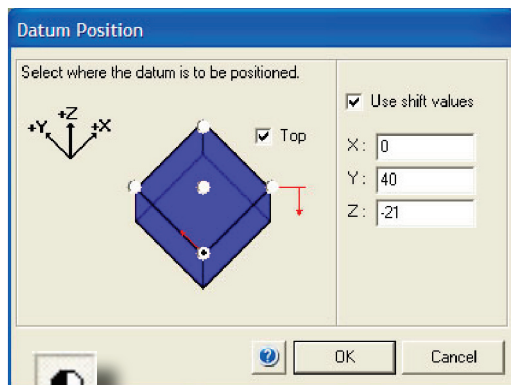 Datum Position
Select where the datum is to be positioned.
+Y +Z +X
Top
Use shift values
X: 0
Y: 40
Z: -21
? OK Cancel